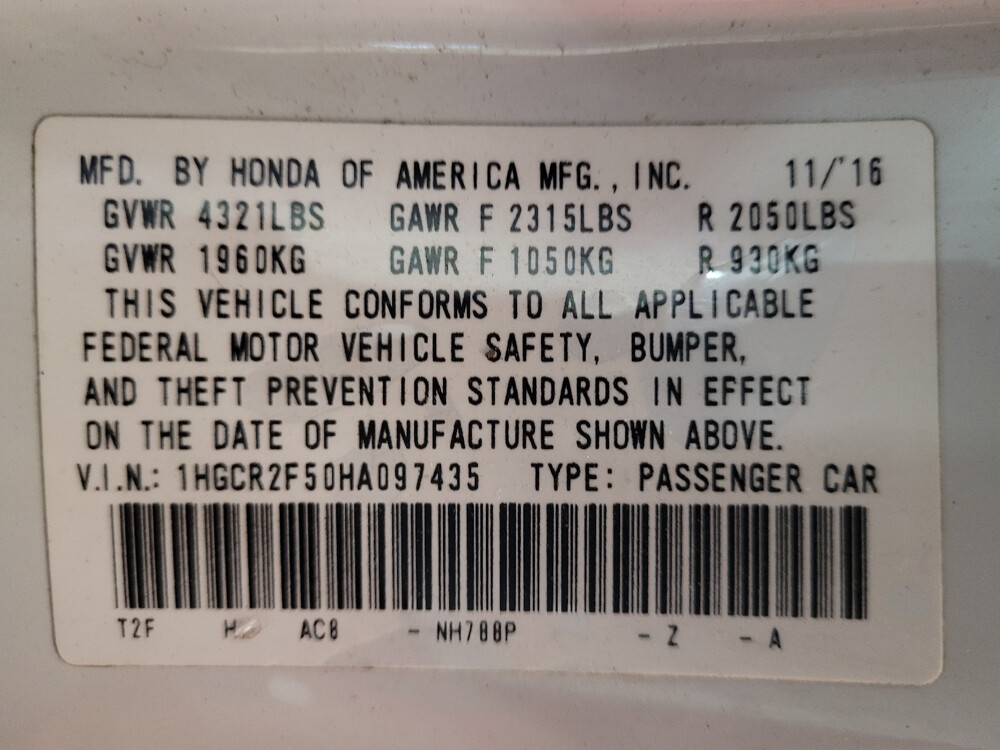 MFD. BY HONDA OF AMERICA MFG., INC. 11/'16
GVWR 4321LBS GAWR F 2315LBS R 2050LBS
GVWR 1960KG GAWR F 1050KG R 930KG
THIS VEHICLE CONFORMS TO ALL APPLICABLE
FEDERAL MOTOR VEHICLE SAFETY, BUMPER,
AND THEFT PREVENTION STANDARDS IN EFFECT
ON THE DATE OF MANUFACTURE SHOWN ABOVE.
V.I.N.: 1HGCR2F50HA097435 TYPE: PASSENGER CAR
T2F H AC8 - NH788P - Z - A